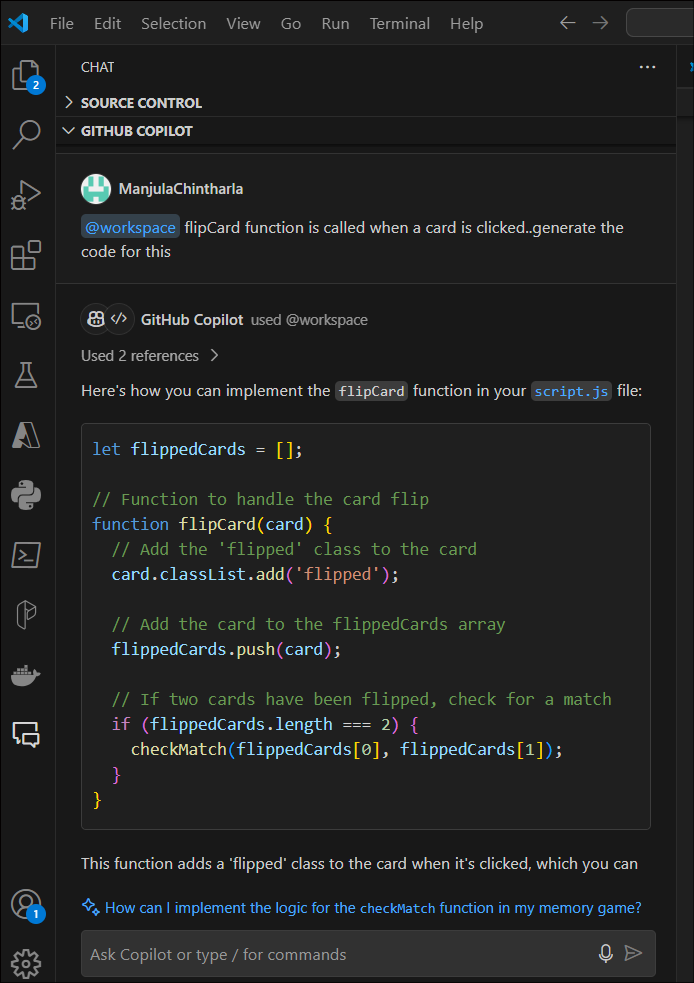 File Edit Selection View Go Run Terminal Help
CHAT
2
SOURCE CONTROL
GITHUB COPILOT
ManjulaChintharla
@workspace flipCard function is called when a card is clicked..generate the
code for this
GitHub Copilot used @workspace
Used 2 references
Here's how you can implement the flipCard function in your script.js file:
let flippedCards = [];
// Function to handle the card flip
function flipCard(card) {
  // Add the 'flipped' class to the card
  card.classList.add('flipped');
  // Add the card to the flippedCards array
  flippedCards.push(card);
  // If two cards have been flipped, check for a match
  if (flippedCards.length === 2) {
    checkMatch(flippedCards[0], flippedCards[1]);
  }
}
This function adds a 'flipped' class to the card when it's clicked, which you can
1
How can I implement the logic for the checkMatch function in my memory game?
Ask Copilot or type / for commands